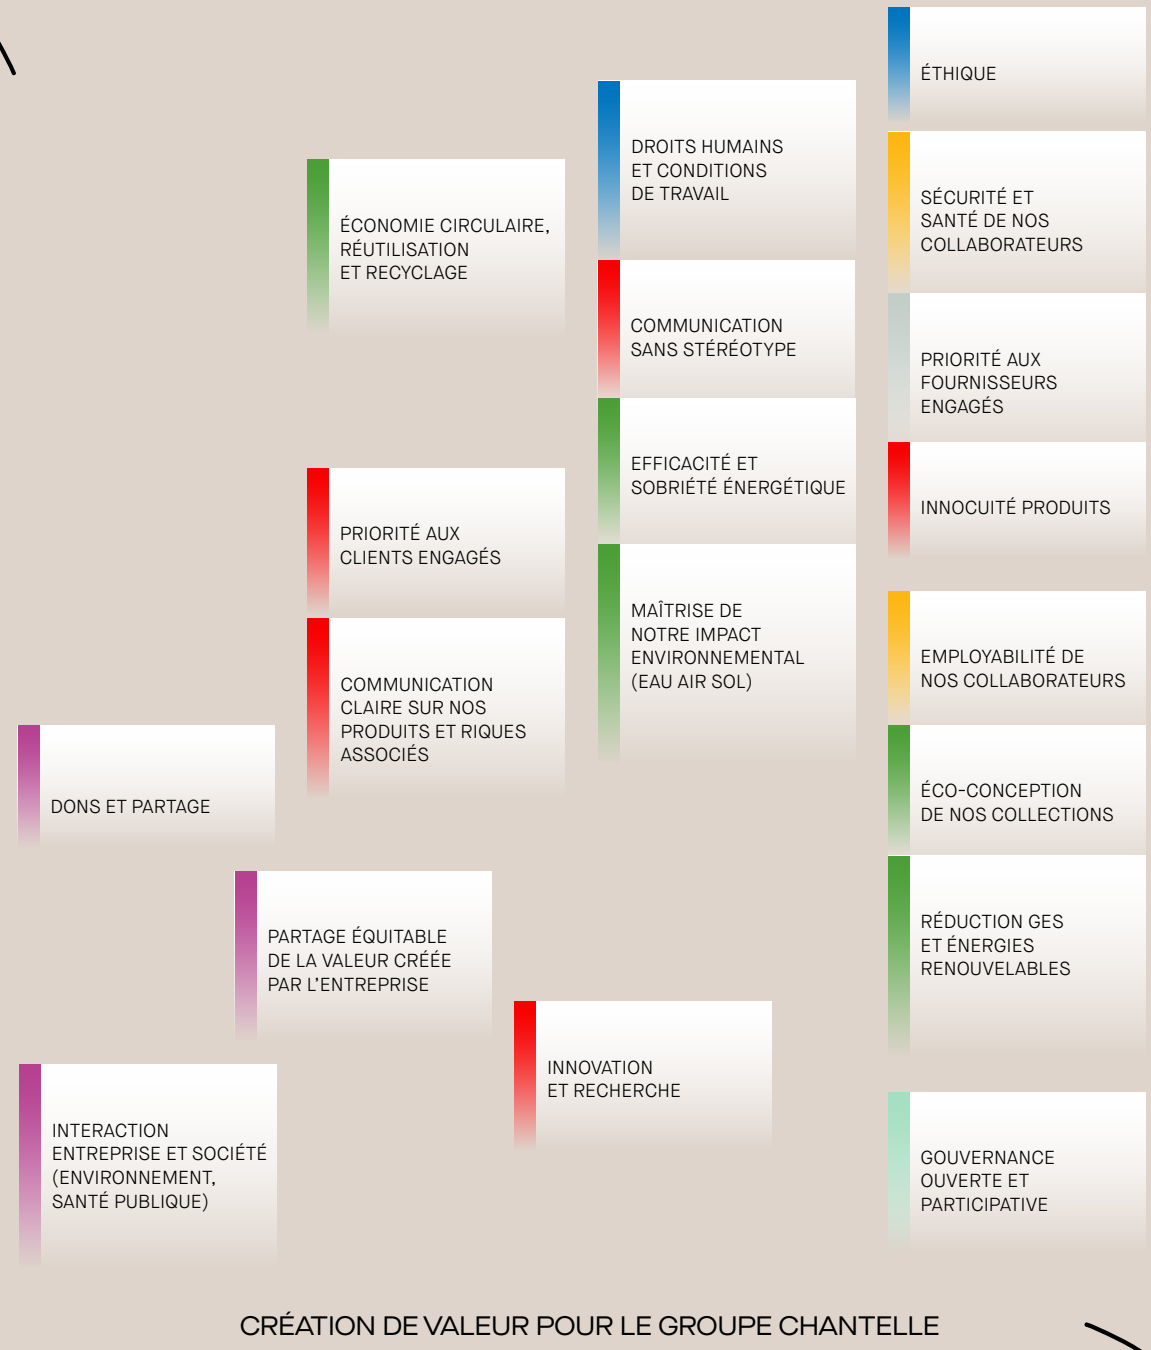 ÉTHIQUE
DROITS HUMAINS
ET CONDITIONS
DE TRAVAIL
SÉCURITÉ ET
SANTÉ DE NOS
COLLABORATEURS
ÉCONOMIE CIRCULAIRE,
RÉUTILISATION
ET RECYCLAGE
COMMUNICATION
SANS STÉRÉOTYPE
PRIORITÉ AUX
FOURNISSEURS
ENGAGÉS
EFFICACITÉ ET
SOBRIÉTÉ ÉNERGÉTIQUE
INNOCUITÉ PRODUITS
PRIORITÉ AUX
CLIENTS ENGAGÉS
MAÎTRISE DE
NOTRE IMPACT
ENVIRONNEMENTAL
(EAU AIR SOL)
EMPLOYABILITÉ DE
NOS COLLABORATEURS
COMMUNICATION
CLAIRE SUR NOS
PRODUITS ET RIQUES
ASSOCIÉS
DONS ET PARTAGE
ÉCO-CONCEPTION
DE NOS COLLECTIONS
PARTAGE ÉQUITABLE
DE LA VALEUR CRÉÉE
PAR L’ENTREPRISE
RÉDUCTION GES
ET ÉNERGIES
RENOUVELABLES
INNOVATION
ET RECHERCHE
INTERACTION
ENTREPRISE ET SOCIÉTÉ
(ENVIRONNEMENT,
SANTÉ PUBLIQUE)
GOUVERNANCE
OUVERTE ET
PARTICIPATIVE
CRÉATION DE VALEUR POUR LE GROUPE CHANTELLE